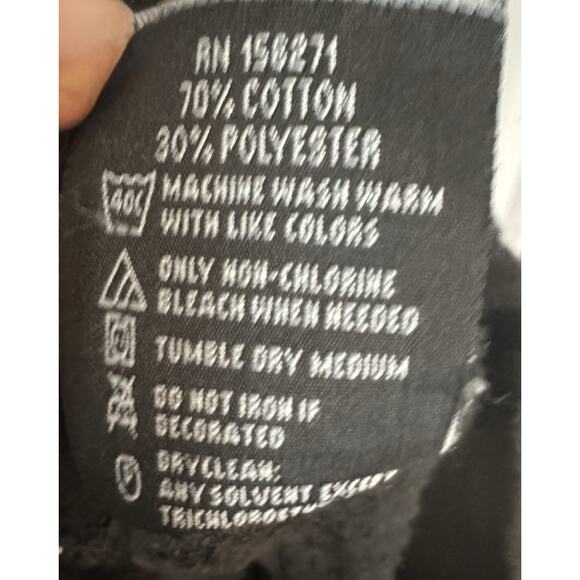 RN 156271
70% COTTON
30% POLYESTER
40C
MACHINE WASH WARM
WITH LIKE COLORS
ONLY NON-CHLORINE
BLEACH WHEN NEEDED
TUMBLE DRY MEDIUM
DO NOT IRON IF
DECORATED
DRYCLEAN:
ANY SOLVENT EXCEPT